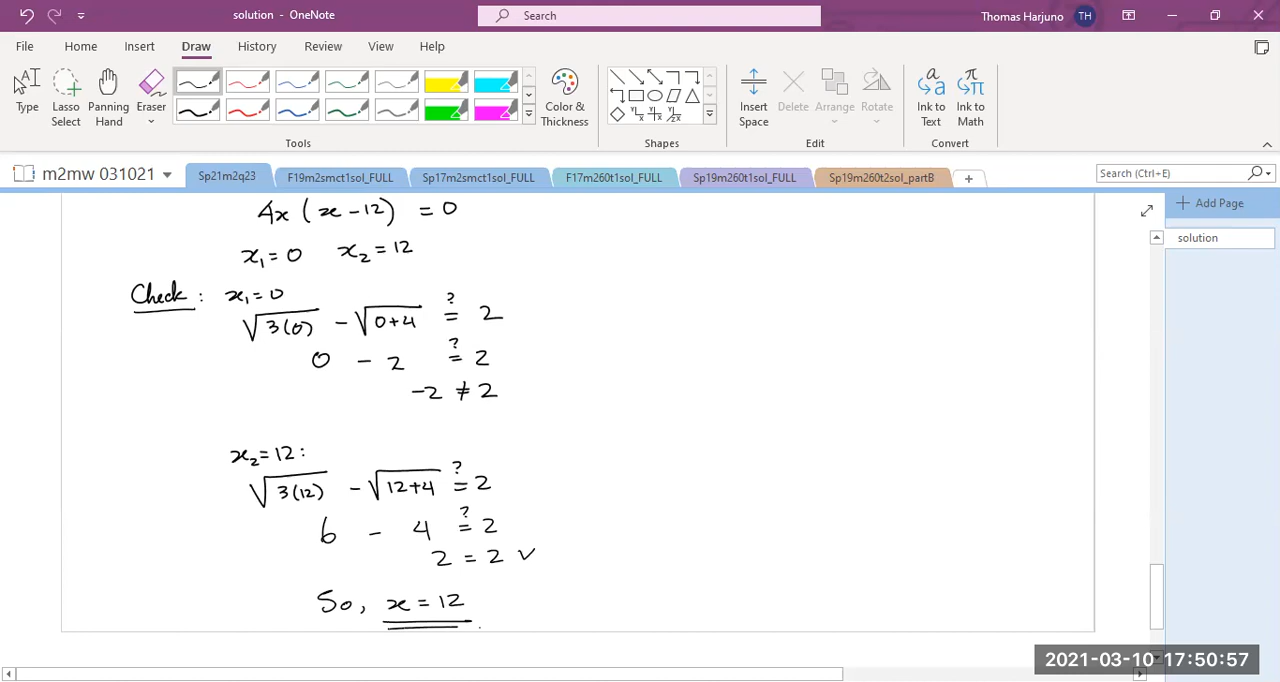 solution - OneNote
Search
Thomas Harjuno TH
File Home Insert Draw History Review View Help
Type Lasso Select Panning Hand Eraser Color & Thickness Insert Space Delete Arrange Rotate Ink to Text Ink to Math
Tools Shapes Edit Convert
m2mw 031021 Sp21m2q23 F19m2smct1sol_FULL Sp17m2smct1sol_FULL F17m260t1sol_FULL Sp19m260t1sol_FULL Sp19m260t2sol_partB + Search (Ctrl+E)
Add Page
solution
4x (x - 12) = 0
x₁ = 0 x₂ = 12
Check : x₁ = 0
√3(0) - √0+4 ≟ 2
0 - 2 ≟ 2
-2 ≠ 2
x₂ = 12 :
√3(12) - √12+4 ≟ 2
6 - 4 ≟ 2
2 = 2 ✓
So, x = 12
2021-03-10 17:50:57